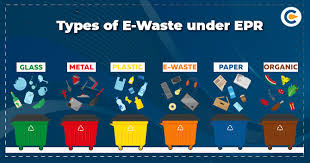 Types of E-Waste under EPR
GLASS
METAL
PLASTIC
E-WASTE
PAPER
ORGANIC